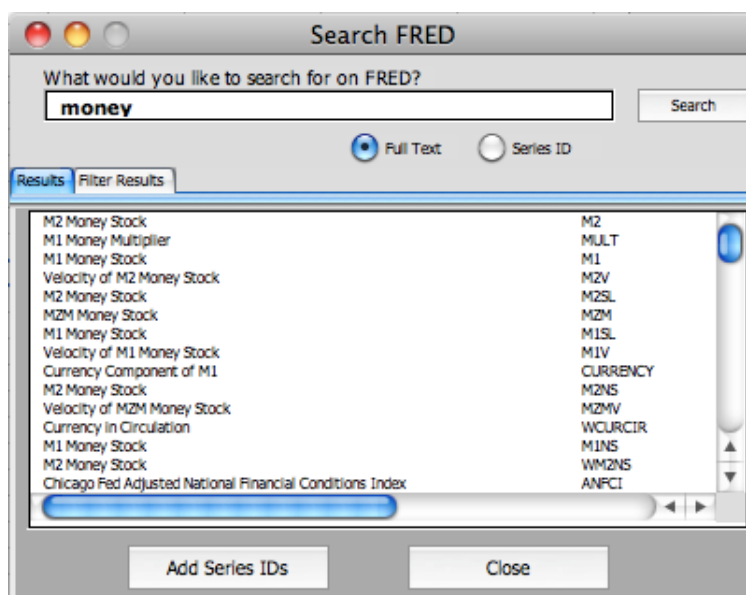 Search FRED
What would you like to search for on FRED?
money Search
Full Text Series ID
Results Filter Results
M2 Money Stock M2
M1 Money Multiplier MULT
M1 Money Stock M1
Velocity of M2 Money Stock M2V
M2 Money Stock M2SL
MZM Money Stock MZM
M1 Money Stock M1SL
Velocity of M1 Money Stock M1V
Currency Component of M1 CURRENCY
M2 Money Stock M2NS
Velocity of MZM Money Stock MZMV
Currency in Circulation WCURCIR
M1 Money Stock M1NS
M2 Money Stock WM2NS
Chicago Fed Adjusted National Financial Conditions Index ANFCI
Add Series IDs Close